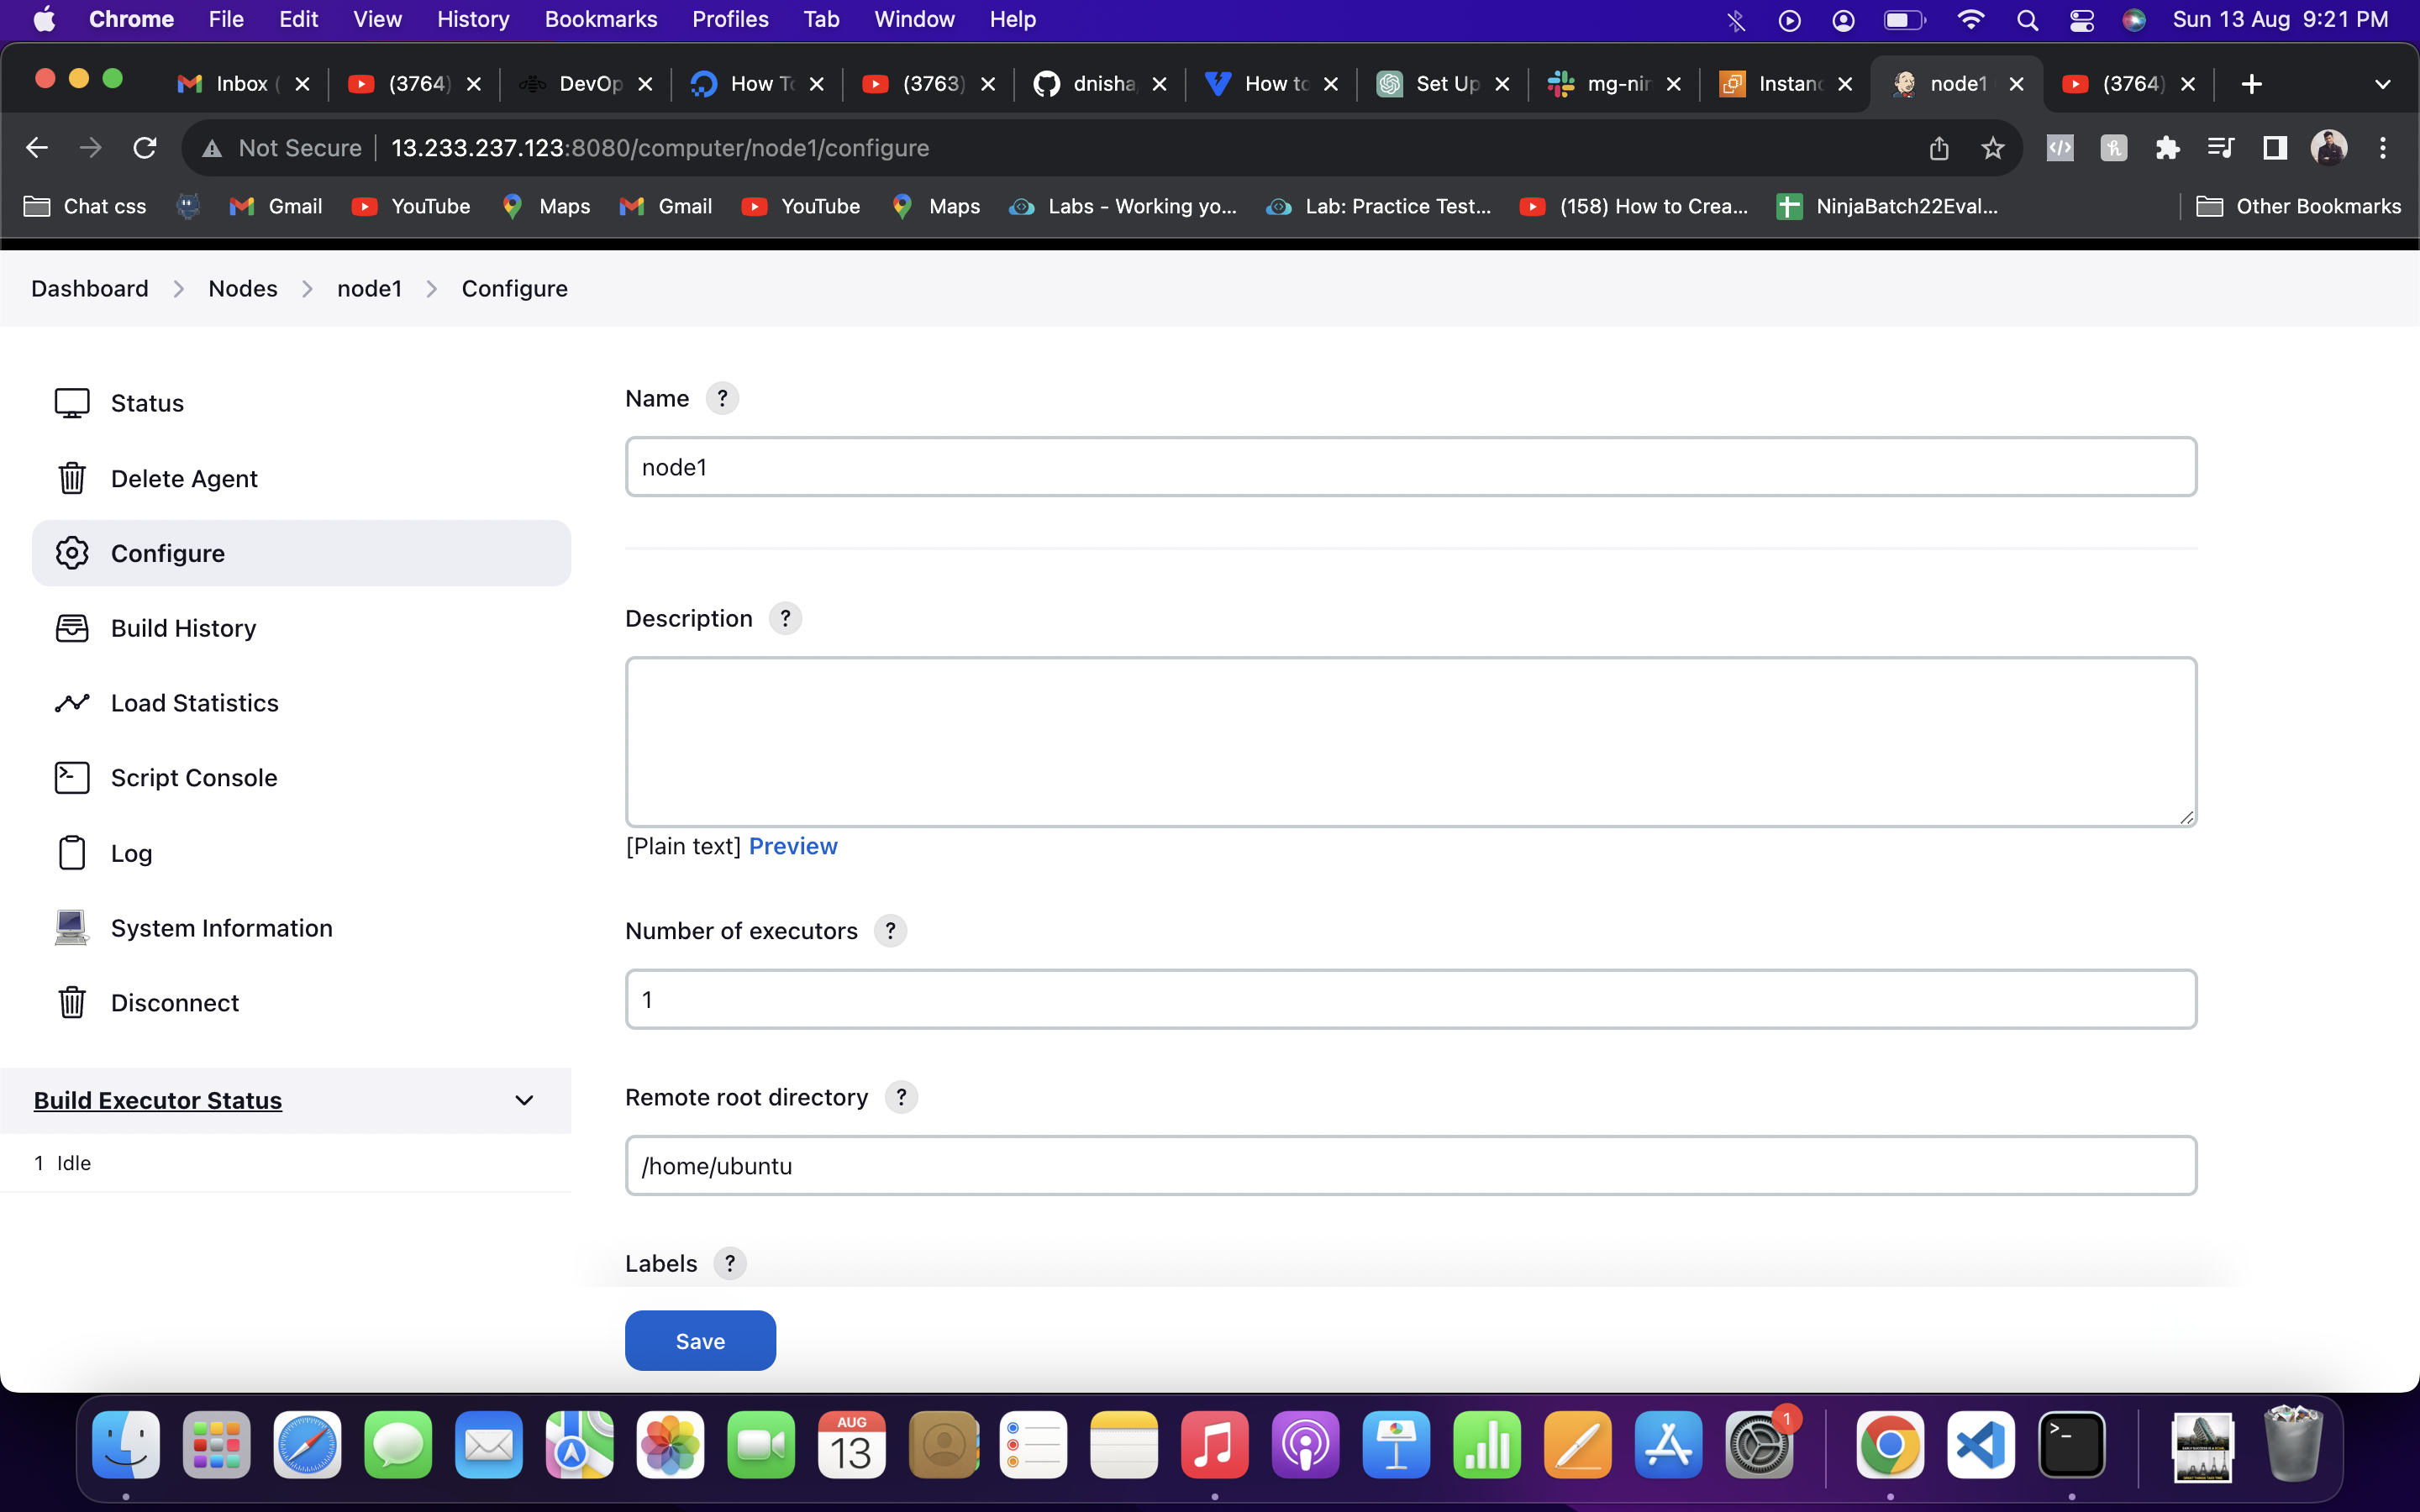 Chrome File Edit View History Bookmarks Profiles Tab Window Help Sun 13 Aug 9:21 PM
Inbox ( (3764) DevOp How To (3763) dnisha How to Set Up mg-nin Instanc node1 (3764)
Not Secure 13.233.237.123:8080/computer/node1/configure
Chat css Gmail YouTube Maps Gmail YouTube Maps Labs - Working yo... Lab: Practice Test... (158) How to Crea... NinjaBatch22Eval... Other Bookmarks
Dashboard Nodes node1 Configure
Status
Delete Agent
Configure
Build History
Load Statistics
Script Console
Log
System Information
Disconnect
Build Executor Status
1 Idle
Name ?
node1
Description ?
[Plain text] Preview
Number of executors ?
1
Remote root directory ?
/home/ubuntu
Labels ?
Save
AUG
13
1